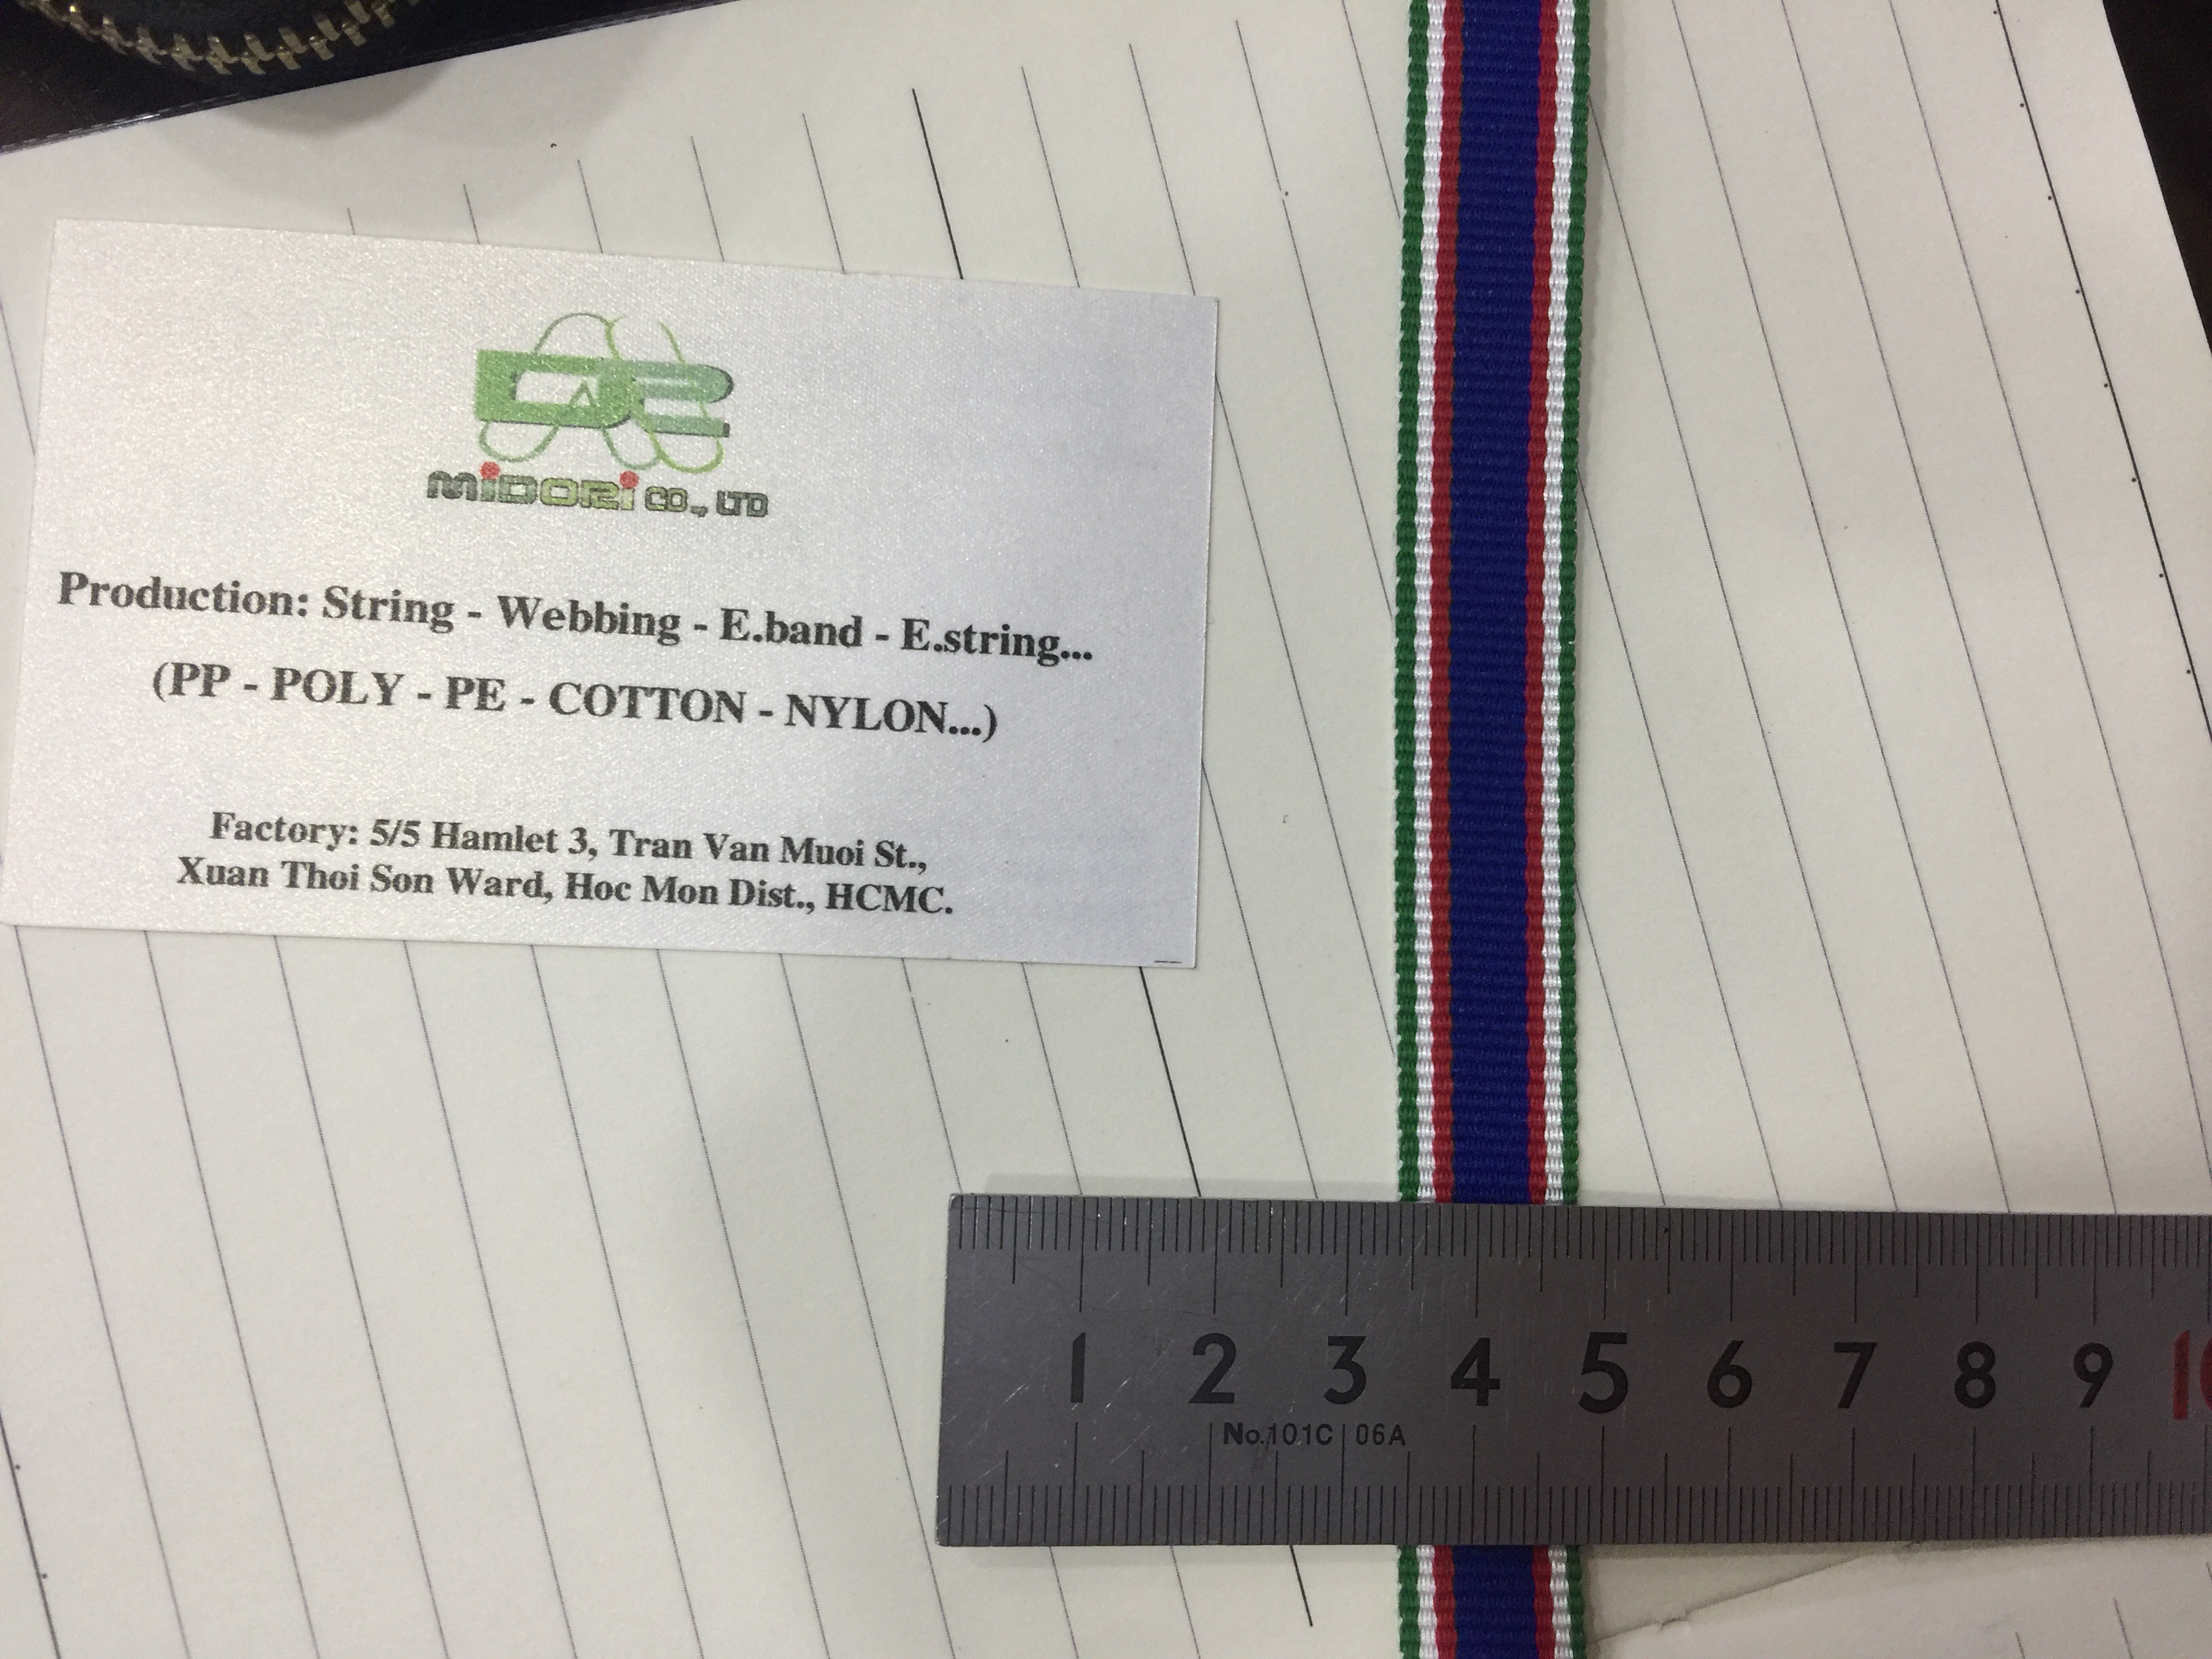 MiDORi CO., LTD
Production: String - Webbing - E.band - E.string...
(PP - POLY - PE - COTTON - NYLON...)
Factory: 5/5 Hamlet 3, Tran Van Muoi St.,
Xuan Thoi Son Ward, Hoc Mon Dist., HCMC.
1 2 3 4 5 6 7 8 9 10
No.101C 06A